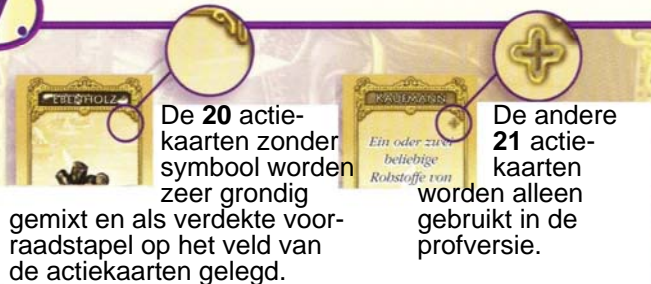 EBENHOLZ
De 20 actie-
kaarten zonder
symbool worden
zeer grondig
gemixt en als verdekte voor-
raadstapel op het veld van
de actiekaarten gelegd.
KAUFMANN
Ein oder zwei
beliebige
Rohstoffe von
De andere
21 actie-
kaarten
worden alleen
gebruikt in de
profversie.